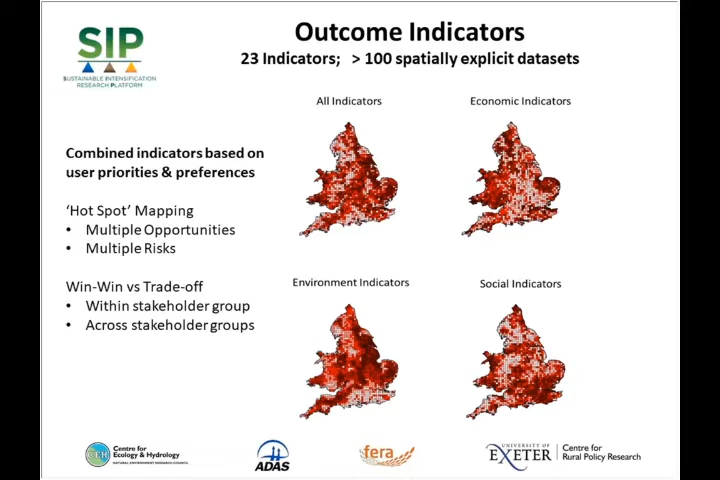 SIP
SUSTAINABLE INTENSIFICATION
RESEARCH PLATFORM
Outcome Indicators
23 Indicators; > 100 spatially explicit datasets
All Indicators
Economic Indicators
Combined indicators based on
user priorities & preferences
‘Hot Spot’ Mapping
• Multiple Opportunities
• Multiple Risks
Win-Win vs Trade-off
• Within stakeholder group
• Across stakeholder groups
Environment Indicators
Social Indicators
CEH
Centre for
Ecology & Hydrology
NATURAL ENVIRONMENT RESEARCH COUNCIL
ADAS
fera
UNIVERSITY OF
EXETER
Centre for
Rural Policy Research